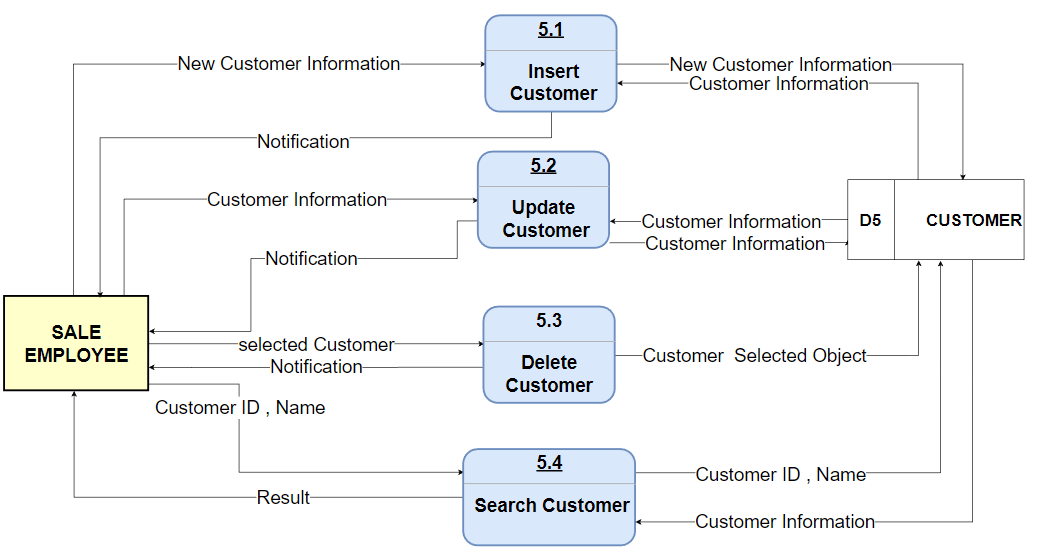 5.1
New Customer Information
Insert
Customer
New Customer Information
Customer Information
Notification
5.2
Customer Information
Update
Customer
Customer Information
Customer Information
Notification
D5
CUSTOMER
SALE
EMPLOYEE
5.3
selected Customer
Notification
Delete
Customer
Customer  Selected Object
Customer ID , Name
5.4
Search Customer
Customer ID , Name
Result
Customer Information